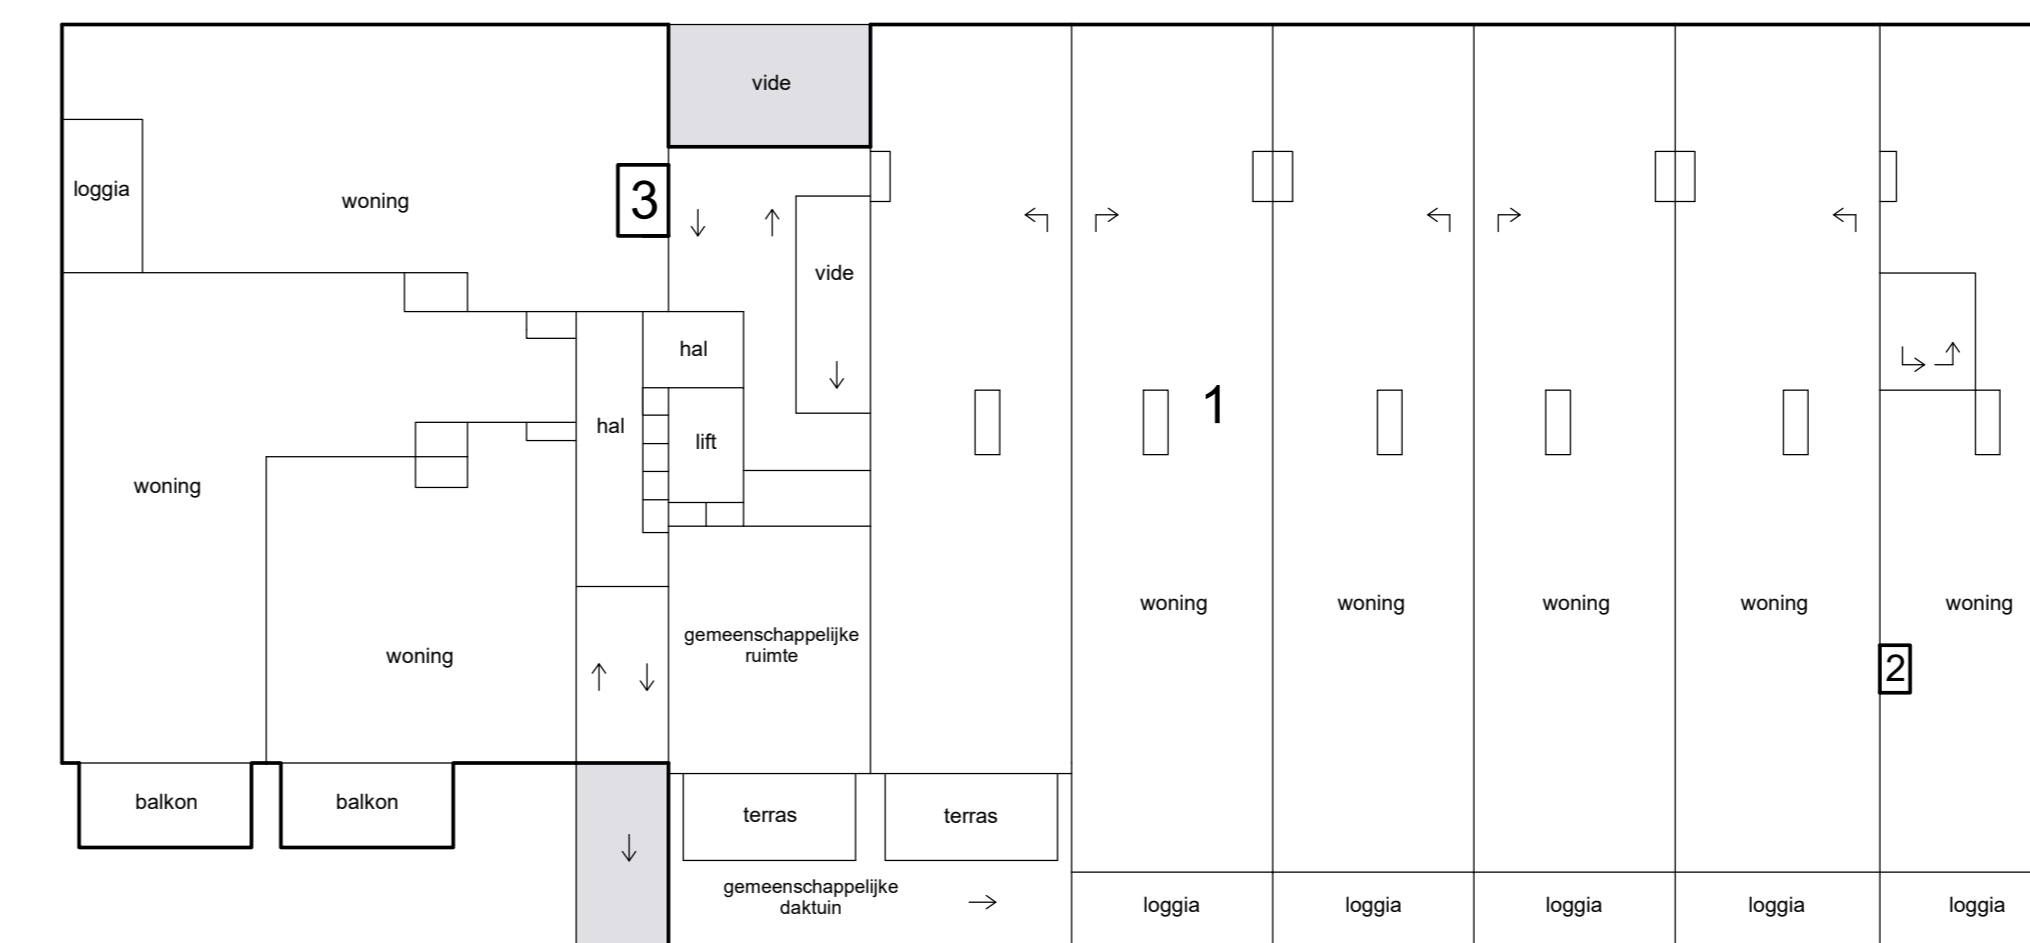 vide
loggia
woning
3
vide
hal
hal
lift
1
woning
woning
gemeenschappelijke
ruimte
woning
woning
woning
woning
woning
woning
2
balkon
balkon
terras
terras
gemeenschappelijke
daktuin
loggia
loggia
loggia
loggia
loggia